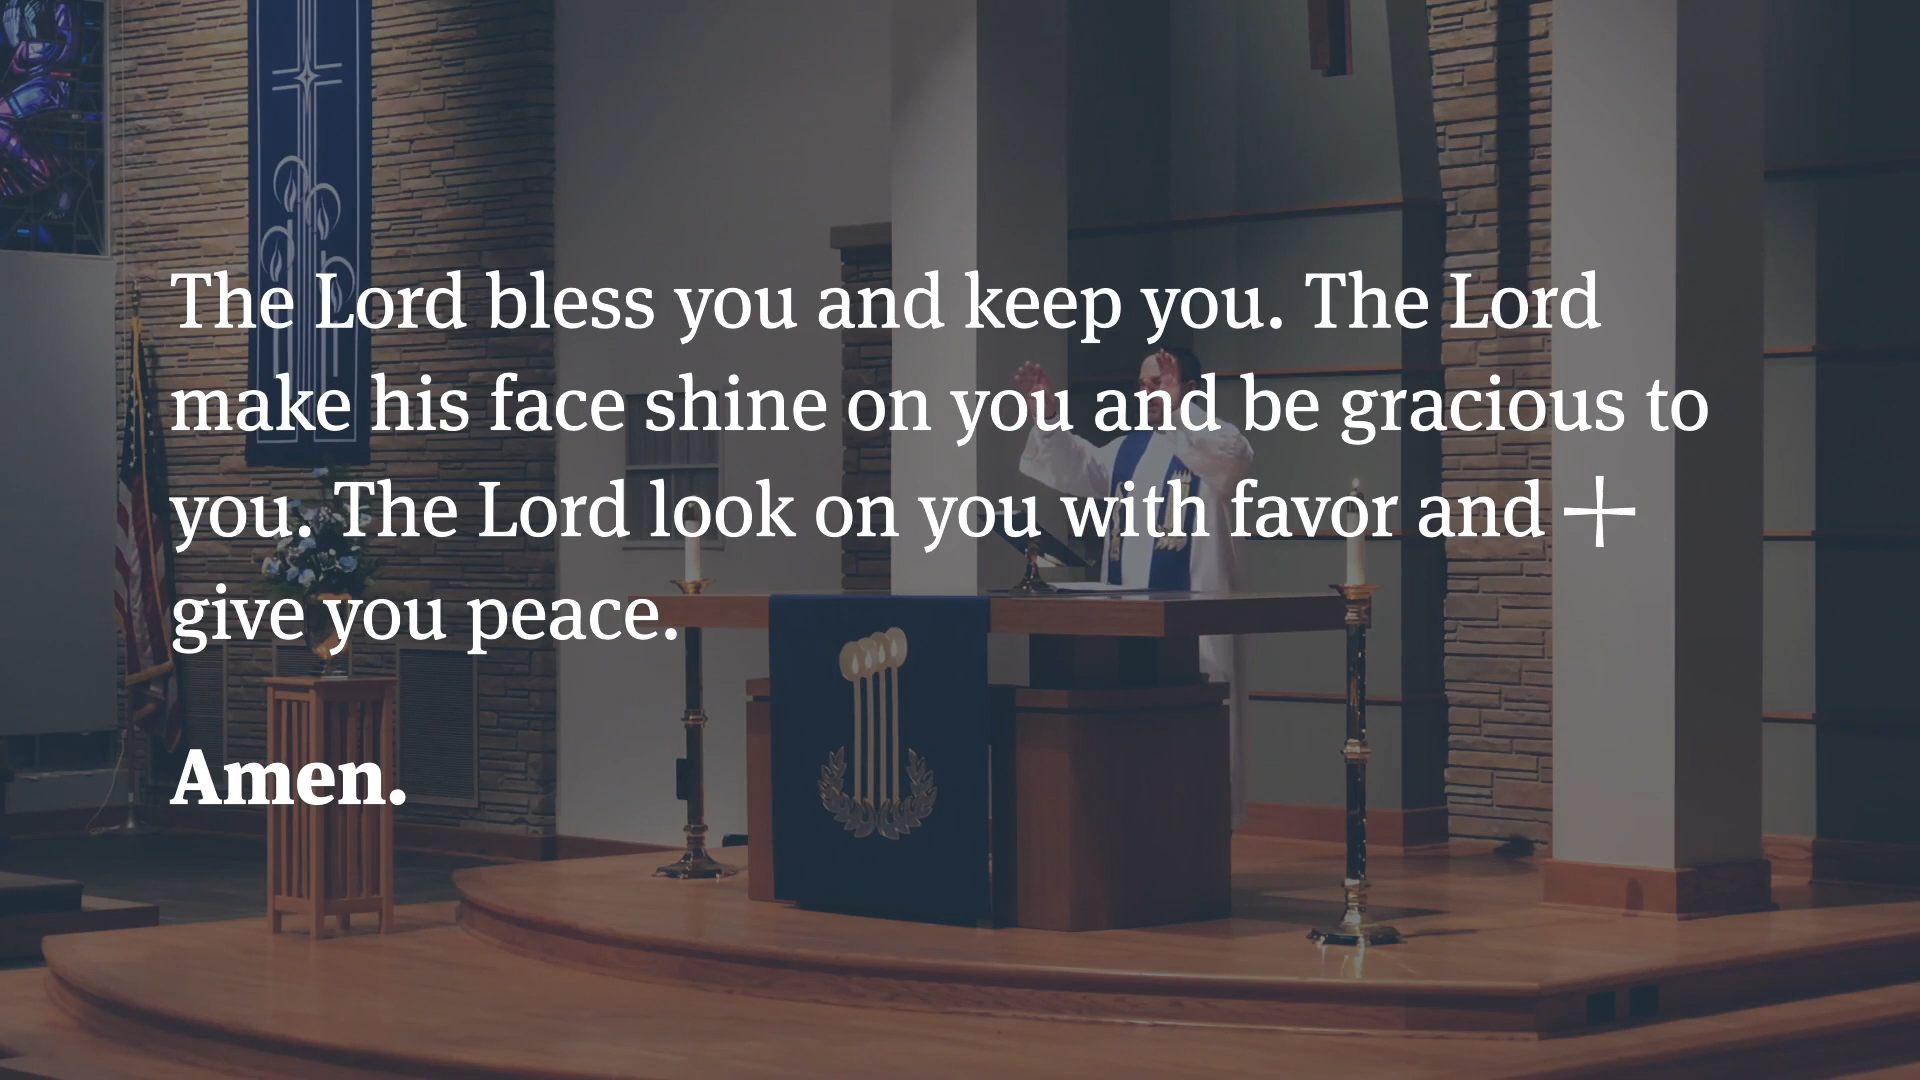 The Lord bless you and keep you. The Lord
make his face shine on you and be gracious to
you. The Lord look on you with favor and +
give you peace.
Amen.